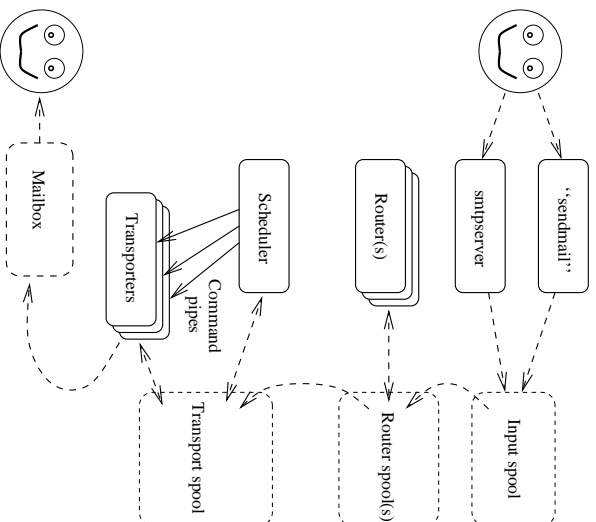 “sendmail”
smtpserver
Input spool
Router(s)
Router spool(s)
Scheduler
Command
pipes
Transport spool
Transporters
Mailbox